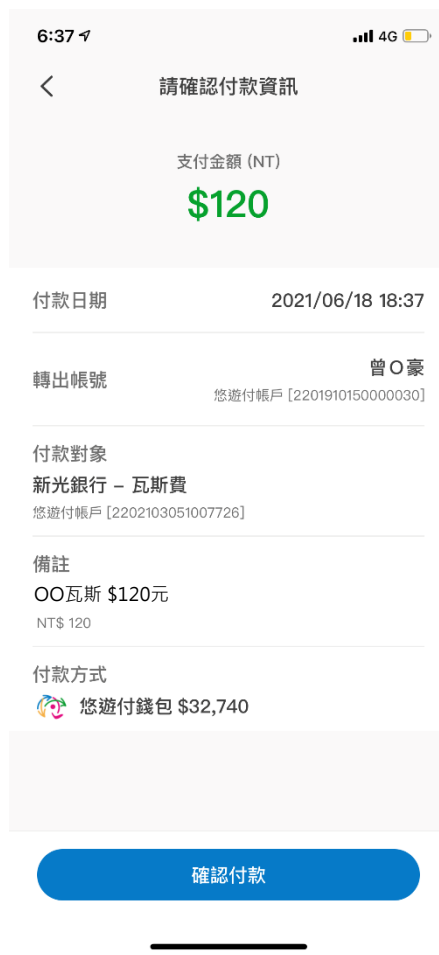 6:37
4G
請確認付款資訊
支付金額 (NT)
$120
付款日期 2021/06/18 18:37
曾O豪
轉出帳號
悠遊付帳戶 [2201910150000030]
付款對象
新光銀行 – 瓦斯費
悠遊付帳戶 [2202103051007726]
備註
OO瓦斯 $120元
NT$ 120
付款方式
悠遊付錢包 $32,740
確認付款